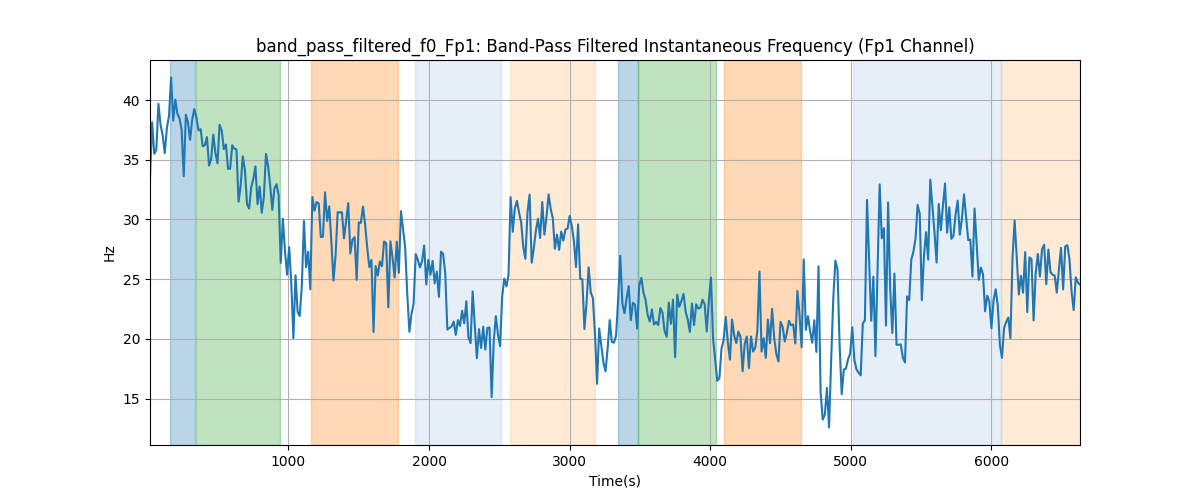 band_pass_filtered_f0_Fp1: Band-Pass Filtered Instantaneous Frequency (Fp1 Channel)
40
35
30
25
20
15
Hz
1000 2000 3000 4000 5000 6000
Time(s)